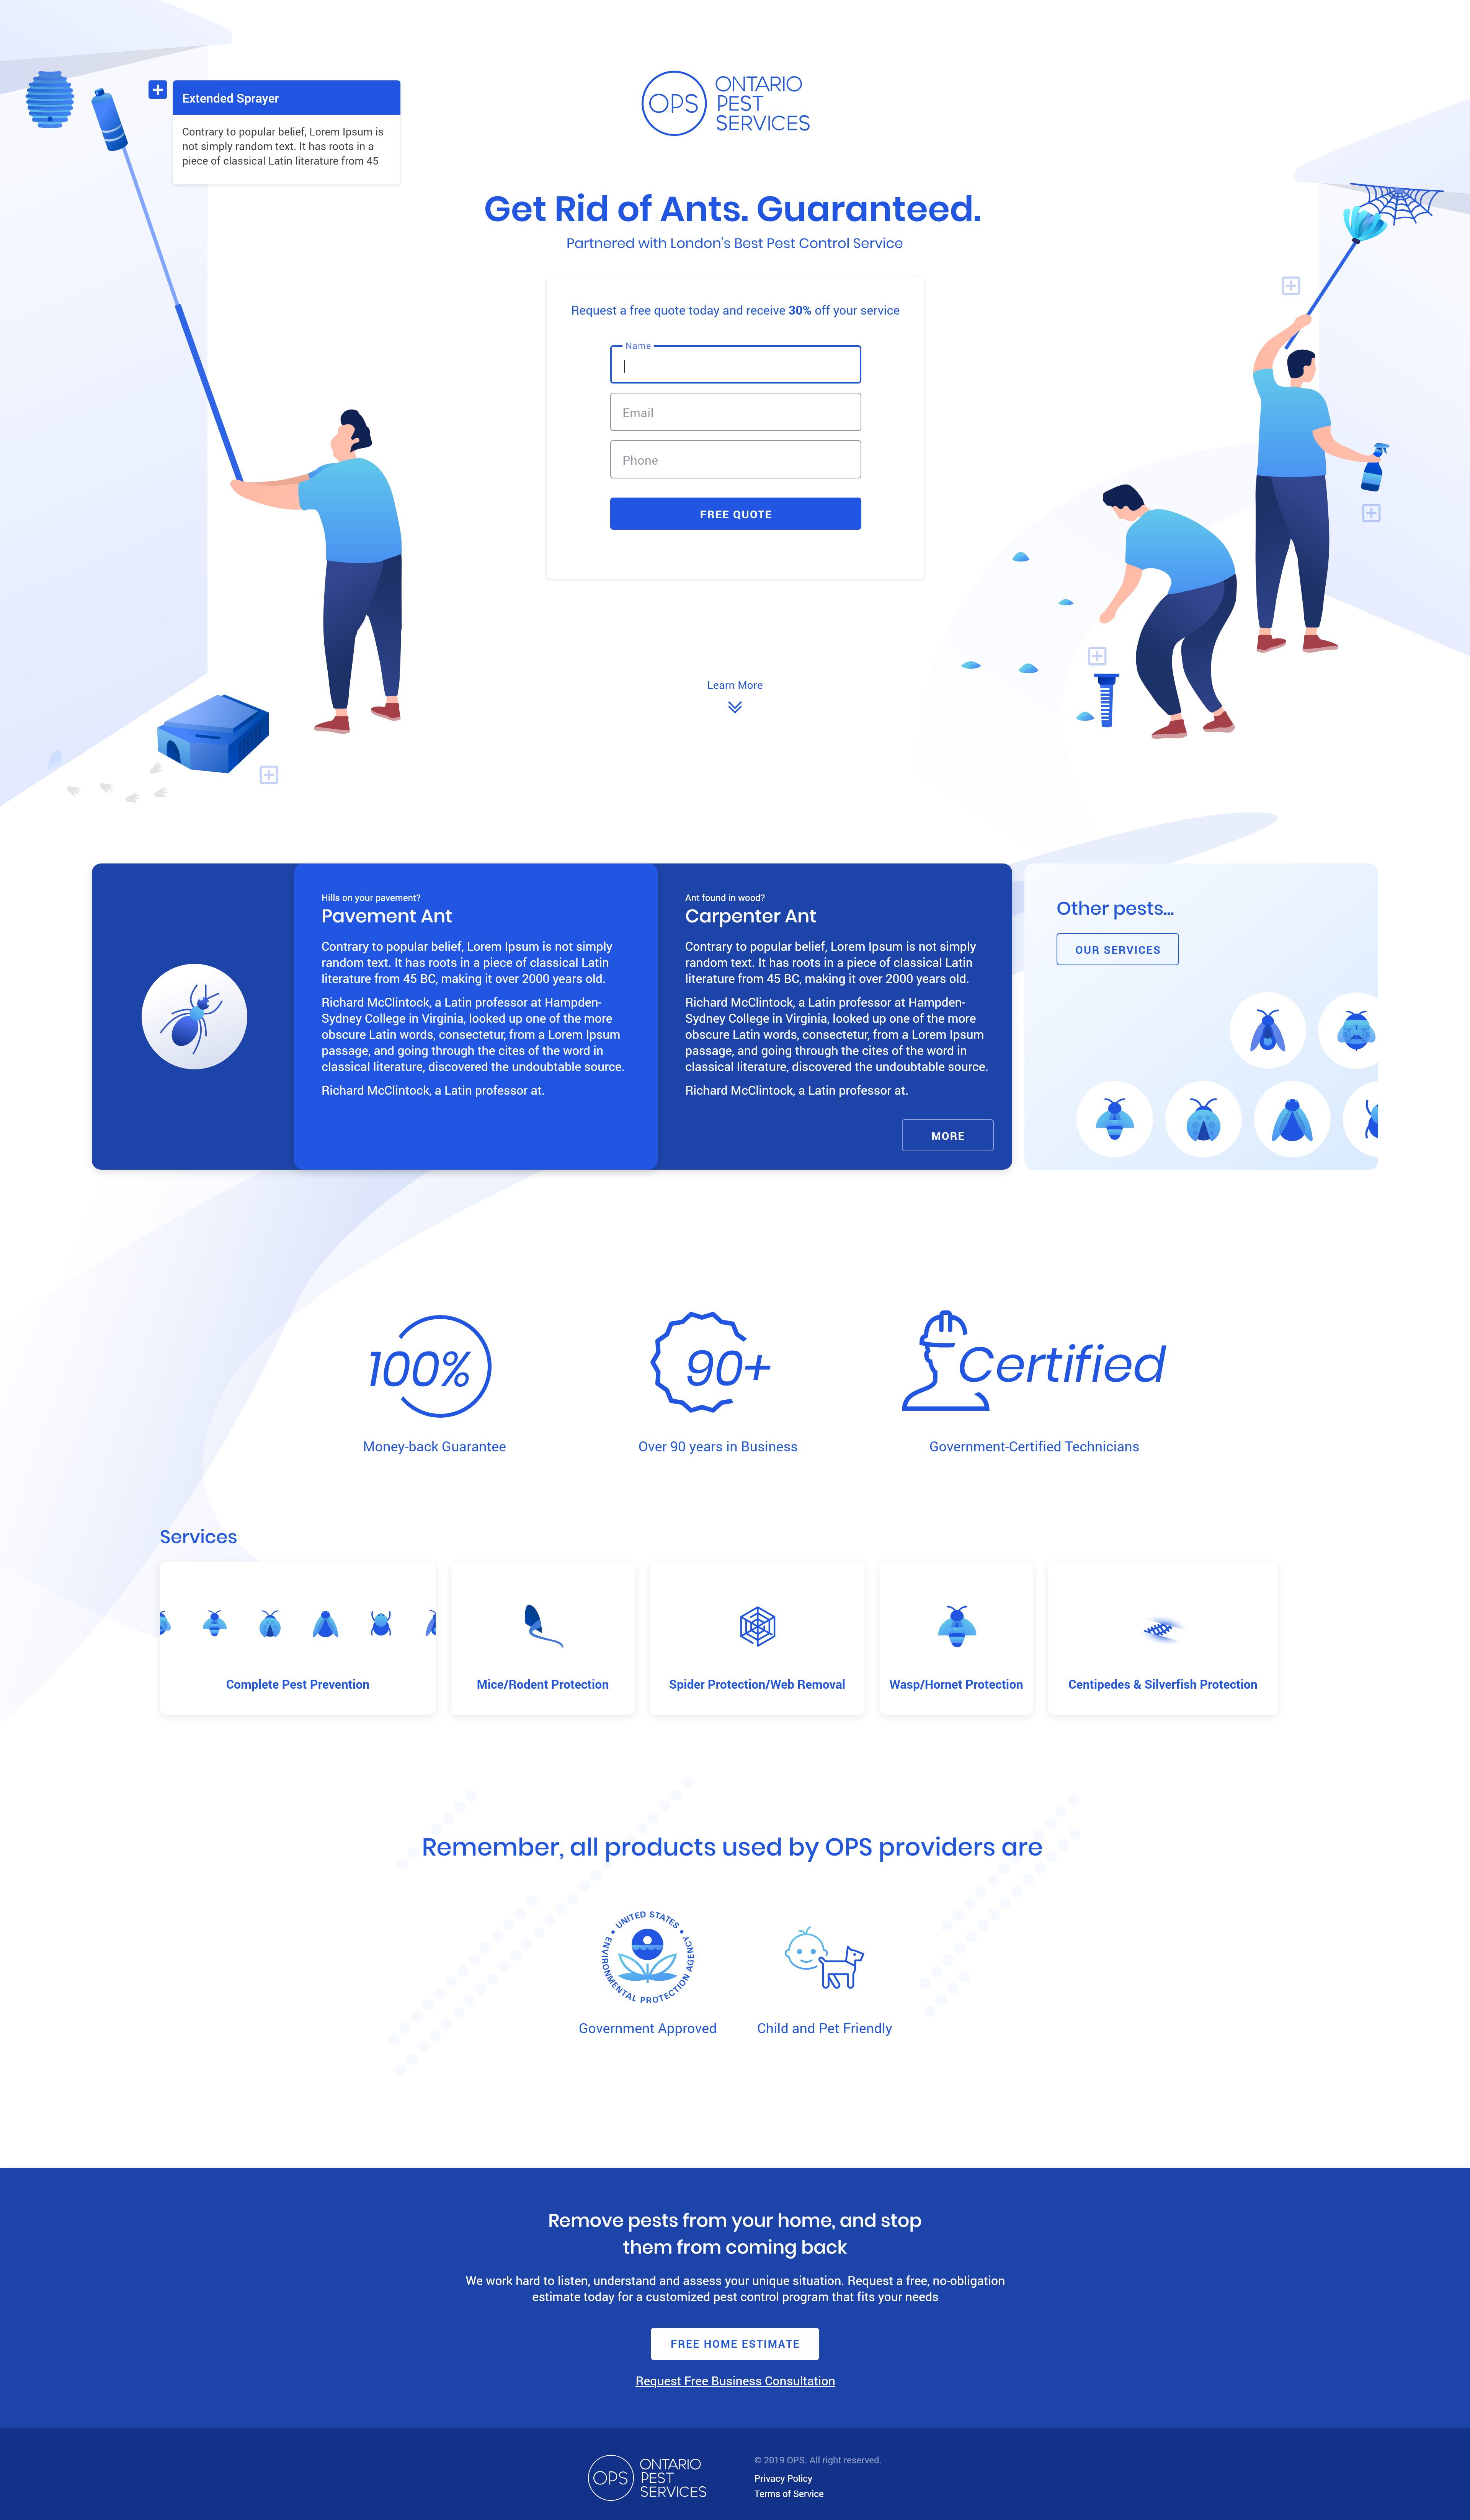 Extended Sprayer
Contrary to popular belief, Lorem Ipsum is
not simply random text. It has roots in a
piece of classical Latin literature from 45
OPS
ONTARIO
PEST
SERVICES
Get Rid of Ants. Guaranteed.
Partnered with London's Best Pest Control Service
Request a free quote today and receive 30% off your service
Name
Email
Phone
FREE QUOTE
Learn More
Hills on your pavement?
Pavement Ant
Contrary to popular belief, Lorem Ipsum is not simply
random text. It has roots in a piece of classical Latin
literature from 45 BC, making it over 2000 years old.
Richard McClintock, a Latin professor at Hampden-
Sydney College in Virginia, looked up one of the more
obscure Latin words, consectetur, from a Lorem Ipsum
passage, and going through the cites of the word in
classical literature, discovered the undoubtable source.
Richard McClintock, a Latin professor at.
Ant found in wood?
Carpenter Ant
Contrary to popular belief, Lorem Ipsum is not simply
random text. It has roots in a piece of classical Latin
literature from 45 BC, making it over 2000 years old.
Richard McClintock, a Latin professor at Hampden-
Sydney College in Virginia, looked up one of the more
obscure Latin words, consectetur, from a Lorem Ipsum
passage, and going through the cites of the word in
classical literature, discovered the undoubtable source.
Richard McClintock, a Latin professor at.
MORE
Other pests...
OUR SERVICES
100%
Money-back Guarantee
90+
Over 90 years in Business
Certified
Government-Certified Technicians
Services
Complete Pest Prevention
Mice/Rodent Protection
Spider Protection/Web Removal
Wasp/Hornet Protection
Centipedes & Silverfish Protection
Remember, all products used by OPS providers are
• UNITED STATES •
ENVIRONMENTAL PROTECTION AGENCY
Government Approved
Child and Pet Friendly
Remove pests from your home, and stop
them from coming back
We work hard to listen, understand and assess your unique situation. Request a free, no-obligation
estimate today for a customized pest control program that fits your needs
FREE HOME ESTIMATE
Request Free Business Consultation
OPS
ONTARIO
PEST
SERVICES
© 2019 OPS. All right reserved.
Privacy Policy
Terms of Service